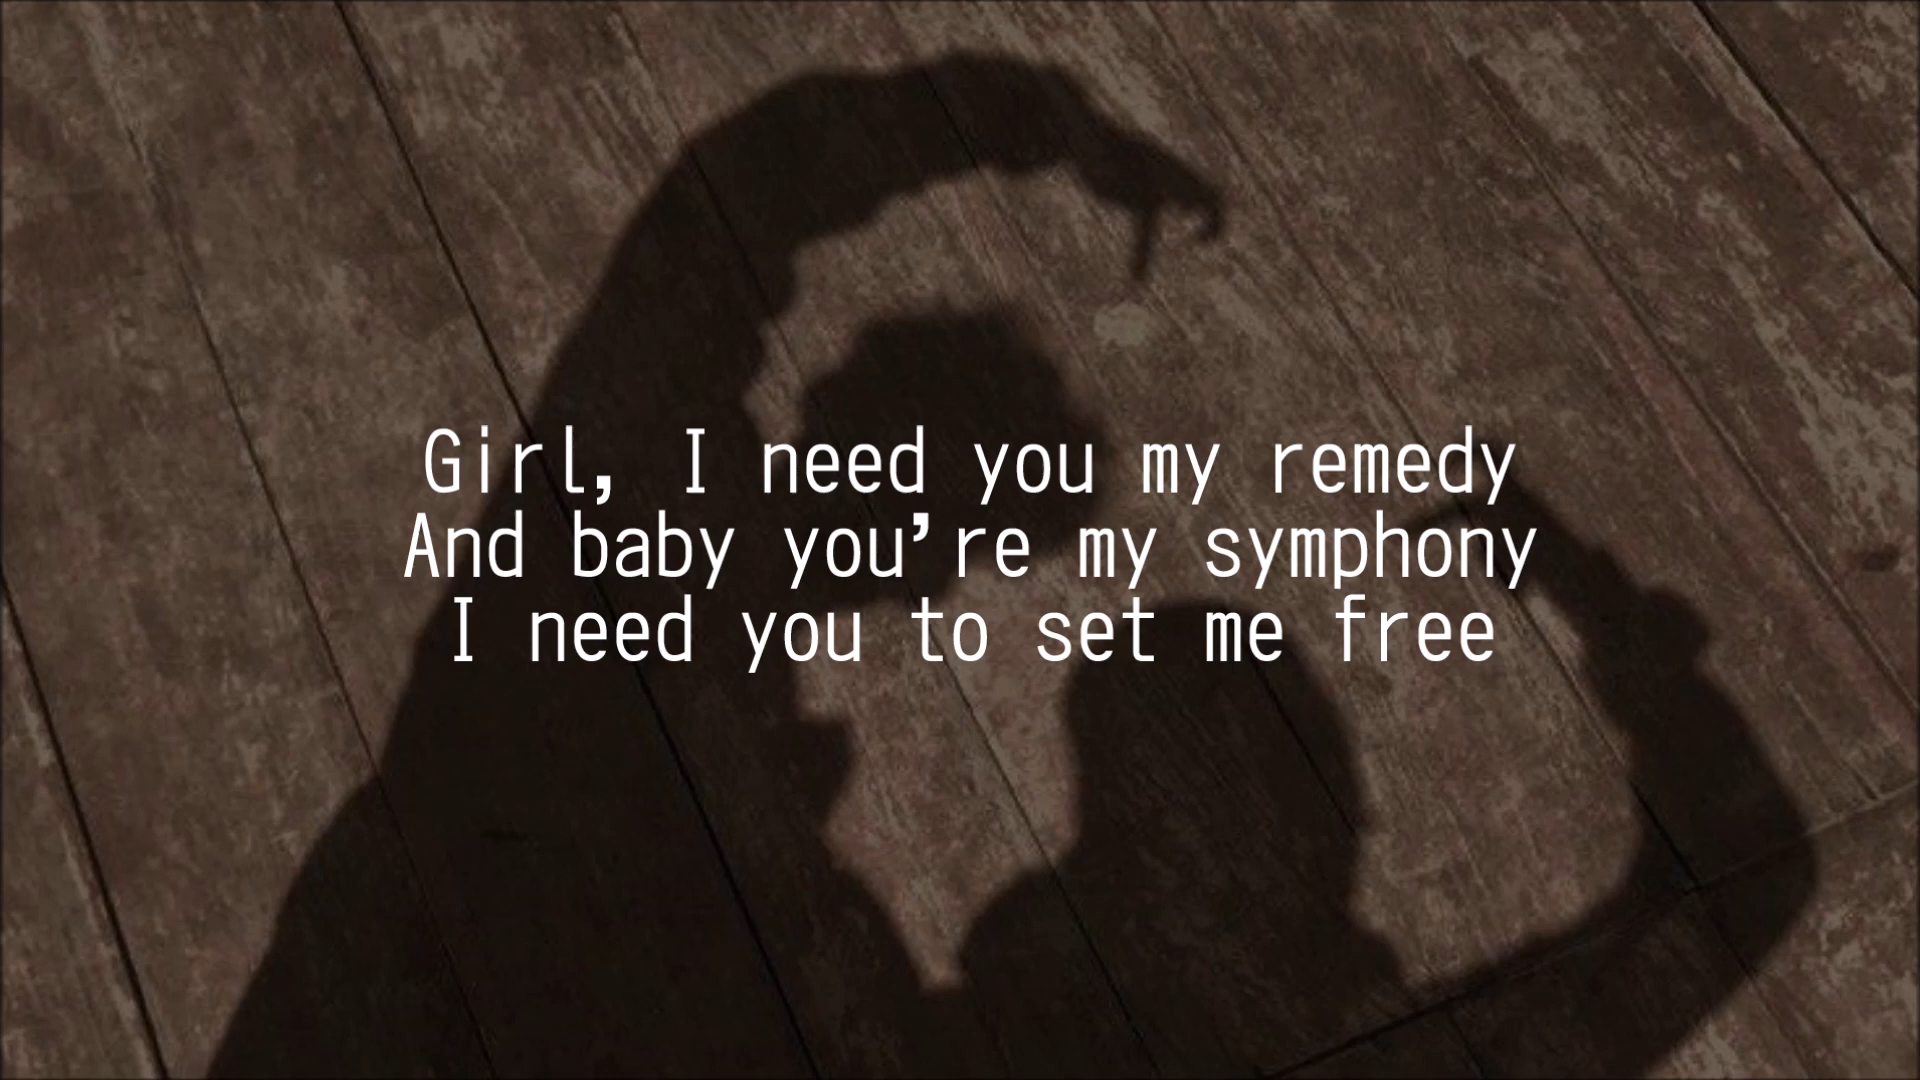 Girl, I need you my remedy
And baby you’re my symphony
I need you to set me free